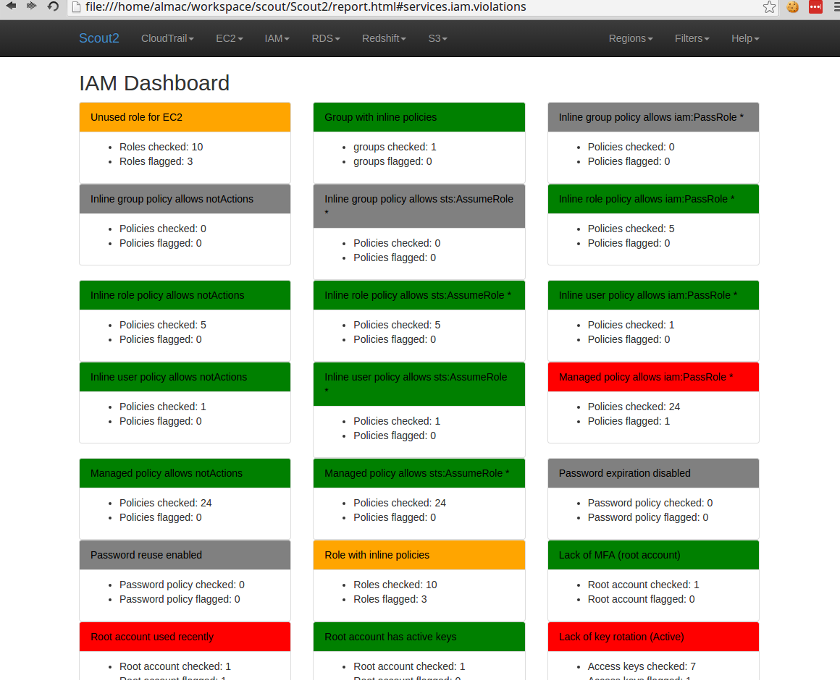 file:///home/almac/workspace/scout/Scout2/report.html#services.iam.violations
Scout2 CloudTrail EC2 IAM RDS Redshift S3 Regions Filters Help
IAM Dashboard
Unused role for EC2
Roles checked: 10
Roles flagged: 3
Group with inline policies
groups checked: 1
groups flagged: 0
Inline group policy allows iam:PassRole *
Policies checked: 0
Policies flagged: 0
Inline group policy allows notActions
Policies checked: 0
Policies flagged: 0
Inline group policy allows sts:AssumeRole
*
Policies checked: 0
Policies flagged: 0
Inline role policy allows iam:PassRole *
Policies checked: 5
Policies flagged: 0
Inline role policy allows notActions
Policies checked: 5
Policies flagged: 0
Inline role policy allows sts:AssumeRole *
Policies checked: 5
Policies flagged: 0
Inline user policy allows iam:PassRole *
Policies checked: 1
Policies flagged: 0
Inline user policy allows notActions
Policies checked: 1
Policies flagged: 0
Inline user policy allows sts:AssumeRole
*
Policies checked: 1
Policies flagged: 0
Managed policy allows iam:PassRole *
Policies checked: 24
Policies flagged: 1
Managed policy allows notActions
Policies checked: 24
Policies flagged: 0
Managed policy allows sts:AssumeRole *
Policies checked: 24
Policies flagged: 0
Password expiration disabled
Password policy checked: 0
Password policy flagged: 0
Password reuse enabled
Password policy checked: 0
Password policy flagged: 0
Role with inline policies
Roles checked: 10
Roles flagged: 3
Lack of MFA (root account)
Root account checked: 1
Root account flagged: 0
Root account used recently
Root account checked: 1
Root account flagged: 1
Root account has active keys
Root account checked: 1
Root account flagged: 0
Lack of key rotation (Active)
Access keys checked: 7
Access keys flagged: 1